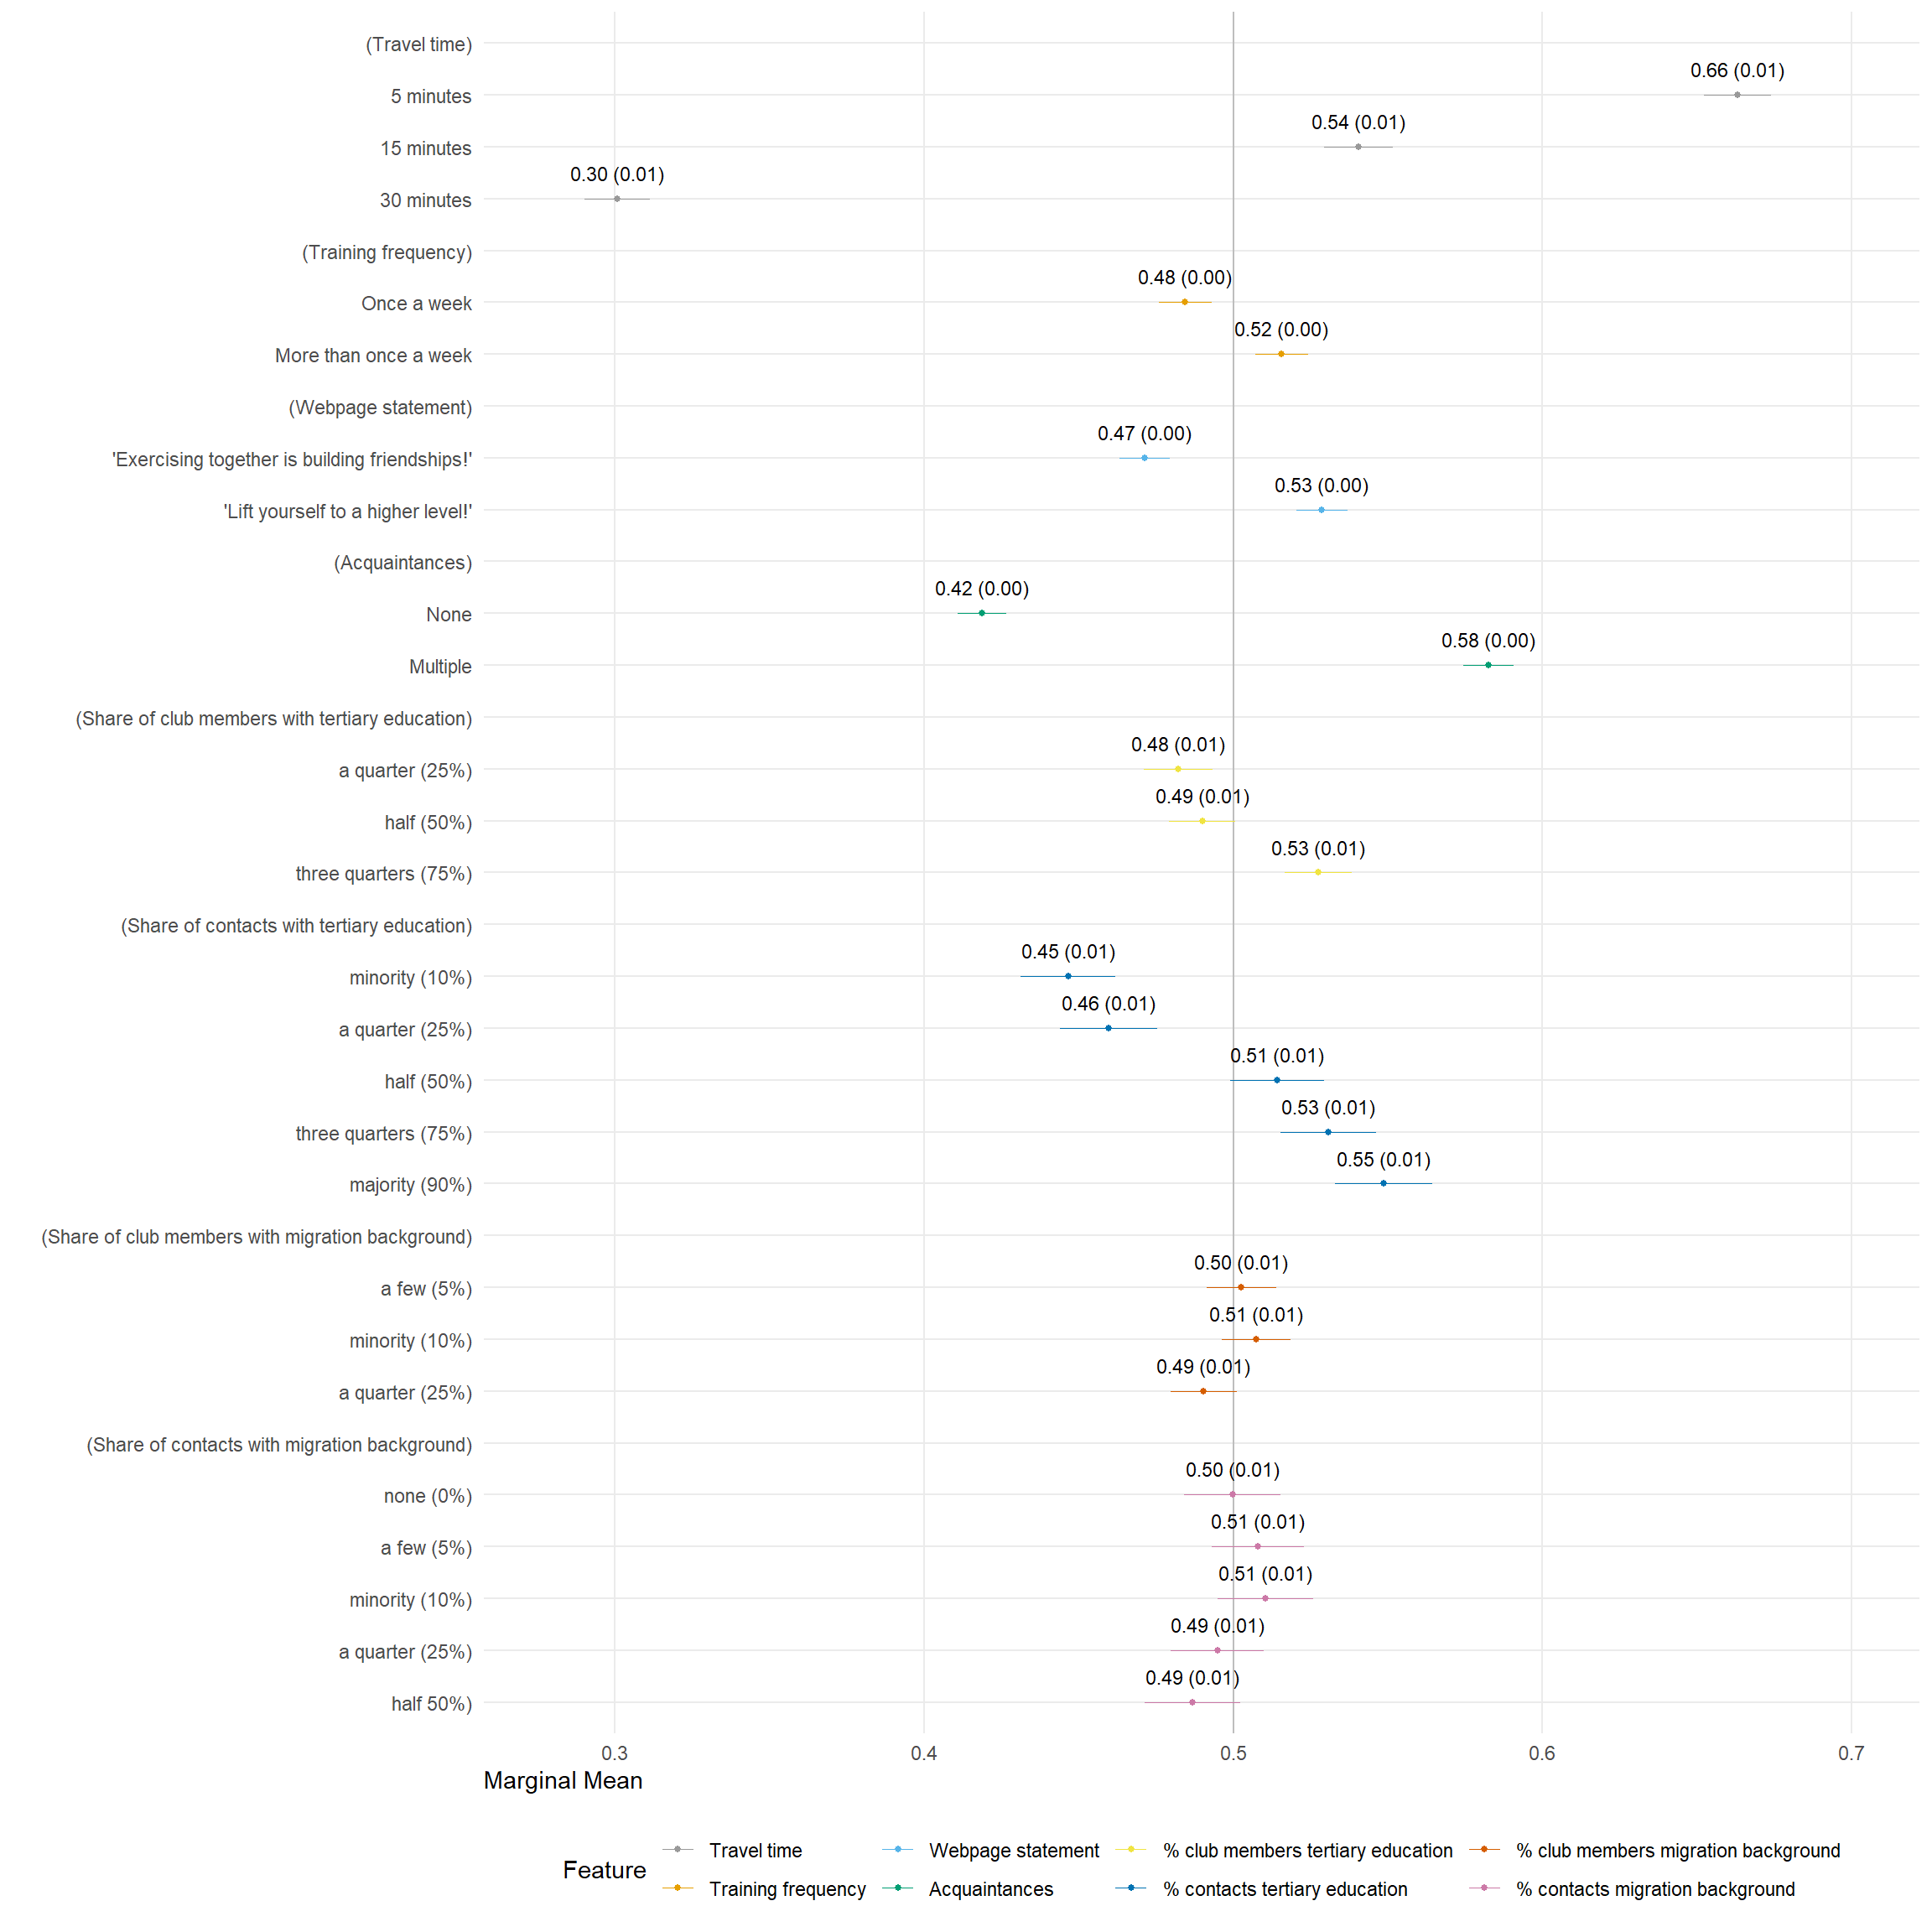 (Travel time)
0.66 (0.01)
5 minutes
0.54 (0.01)
15 minutes
0.30 (0.01)
30 minutes
(Training frequency)
0.48 (0.00)
Once a week
0.52 (0.00)
More than once a week
(Webpage statement)
0.47 (0.00)
'Exercising together is building friendships!'
0.53 (0.00)
'Lift yourself to a higher level!'
(Acquaintances)
0.42 (0.00)
None
0.58 (0.00)
Multiple
(Share of club members with tertiary education)
0.48 (0.01)
a quarter (25%)
0.49 (0.01)
half (50%)
0.53 (0.01)
three quarters (75%)
(Share of contacts with tertiary education)
0.45 (0.01)
minority (10%)
0.46 (0.01)
a quarter (25%)
0.51 (0.01)
half (50%)
0.53 (0.01)
three quarters (75%)
0.55 (0.01)
majority (90%)
(Share of club members with migration background)
0.50 (0.01)
a few (5%)
0.51 (0.01)
minority (10%)
0.49 (0.01)
a quarter (25%)
(Share of contacts with migration background)
0.50 (0.01)
none (0%)
0.51 (0.01)
a few (5%)
0.51 (0.01)
minority (10%)
0.49 (0.01)
a quarter (25%)
0.49 (0.01)
half 50%)
0.3 0.4 0.5 0.6 0.7
Marginal Mean
Feature
Travel time Webpage statement % club members tertiary education % club members migration background
Training frequency Acquaintances % contacts tertiary education % contacts migration background